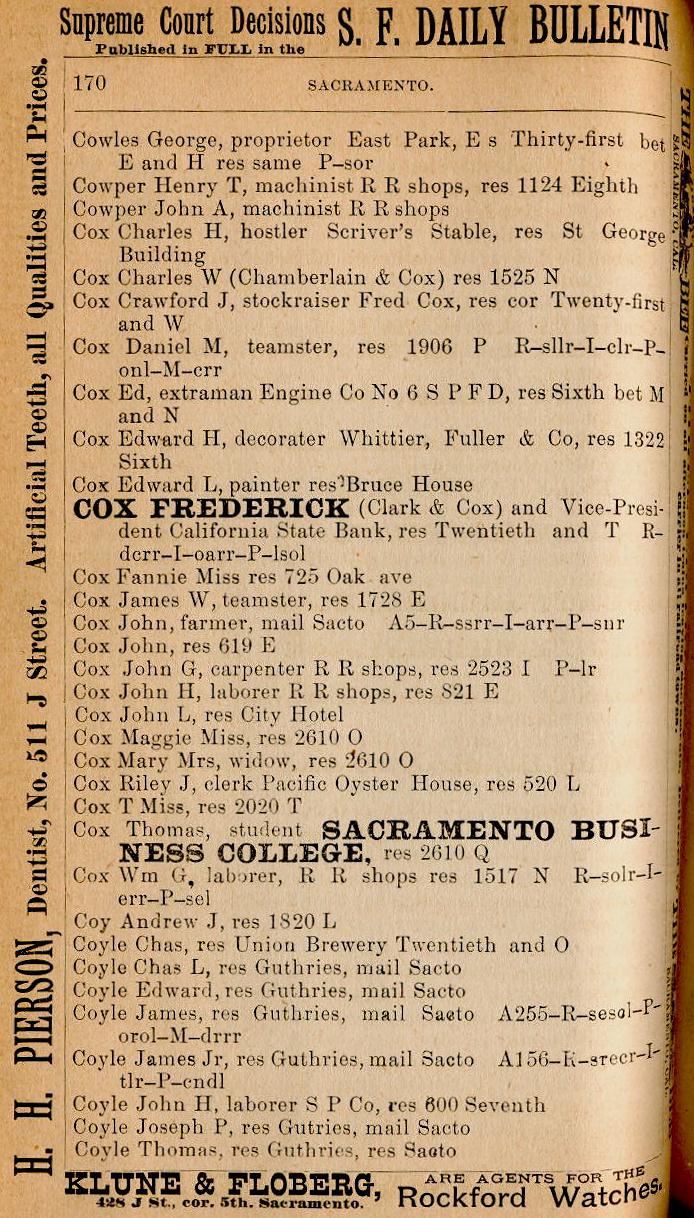 Supreme Court Decisions S. F. DAILY BULLETIN
Published in FULL in the
170 SACRAMENTO.
Cowles George, proprietor East Park, E s Thirty-first bet
E and H res same P–sor
Cowper Henry T, machinist R R shops, res 1124 Eighth
Cowper John A, machinist R R shops
Cox Charles H, hostler Scriver's Stable, res St George
Building
Cox Charles W (Chamberlain & Cox) res 1525 N
Cox Crawford J, stockraiser Fred Cox, res cor Twenty-first
and W
Cox Daniel M, teamster, res 1906 P R–sllr–I–clr–P–
onl–M–crr
Cox Ed, extraman Engine Co No 6 S P F D, res Sixth bet M
and N
Cox Edward H, decorater Whittier, Fuller & Co, res 1322
Sixth
Cox Edward L, painter res Bruce House
COX FREDERICK (Clark & Cox) and Vice-Presi-
dent California State Bank, res Twentieth and T R–
dcrr–I–oarr–P–lsol
Cox Fannie Miss res 725 Oak ave
Cox James W, teamster, res 1728 E
Cox John, farmer, mail Sacto A5–R–ssrr–I–arr–P–snr
Cox John, res 619 E
Cox John G, carpenter R R shops, res 2523 I P–lr
Cox John H, laborer R R shops, res 821 E
Cox John L, res City Hotel
Cox Maggie Miss, res 2610 O
Cox Mary Mrs, widow, res 2610 O
Cox Riley J, clerk Pacific Oyster House, res 520 L
Cox T Miss, res 2020 T
Cox Thomas, student SACRAMENTO BUSI-
NESS COLLEGE, res 2610 Q
Cox Wm G, laborer, R R shops res 1517 N R–solr–I–
err–P–sel
Coy Andrew J, res 1820 L
Coyle Chas, res Union Brewery Twentieth and O
Coyle Chas L, res Guthries, mail Sacto
Coyle Edward, res Guthries, mail Sacto
Coyle James, res Guthries, mail Sacto A255–R–sesol–P–
orol–M–drrr
Coyle James Jr, res Guthries, mail Sacto A156–R–srecr–I–
tlr–P–cndl
Coyle John H, laborer S P Co, res 600 Seventh
Coyle Joseph P, res Gutries, mail Sacto
Coyle Thomas, res Guthries, res Sacto
KLUNE & FLOBERG, ARE AGENTS FOR THE
428 J St., cor. 5th. Sacramento. Rockford Watches.
H. H. PIERSON, Dentist, No. 511 J Street. Artificial Teeth, all Qualities and Prices.
THE BEE
SACRAMENTO, CAL.